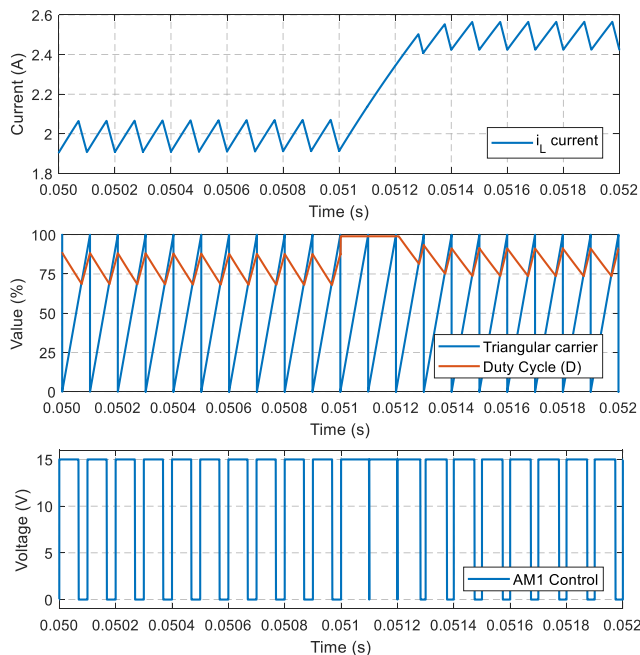 2.6
2.4
2.2
2
1.8
Current (A)
i_L current
0.050 0.0502 0.0504 0.0506 0.0508 0.051 0.0512 0.0514 0.0516 0.0518 0.052
Time (s)
100
75
50
25
0
Value (%)
Triangular carrier
Duty Cycle (D)
0.050 0.0502 0.0504 0.0506 0.0508 0.051 0.0512 0.0514 0.0516 0.0518 0.052
Time (s)
15
10
5
0
Voltage (V)
AM1 Control
0.050 0.0502 0.0504 0.0506 0.0508 0.051 0.0512 0.0514 0.0516 0.0518 0.052
Time (s)